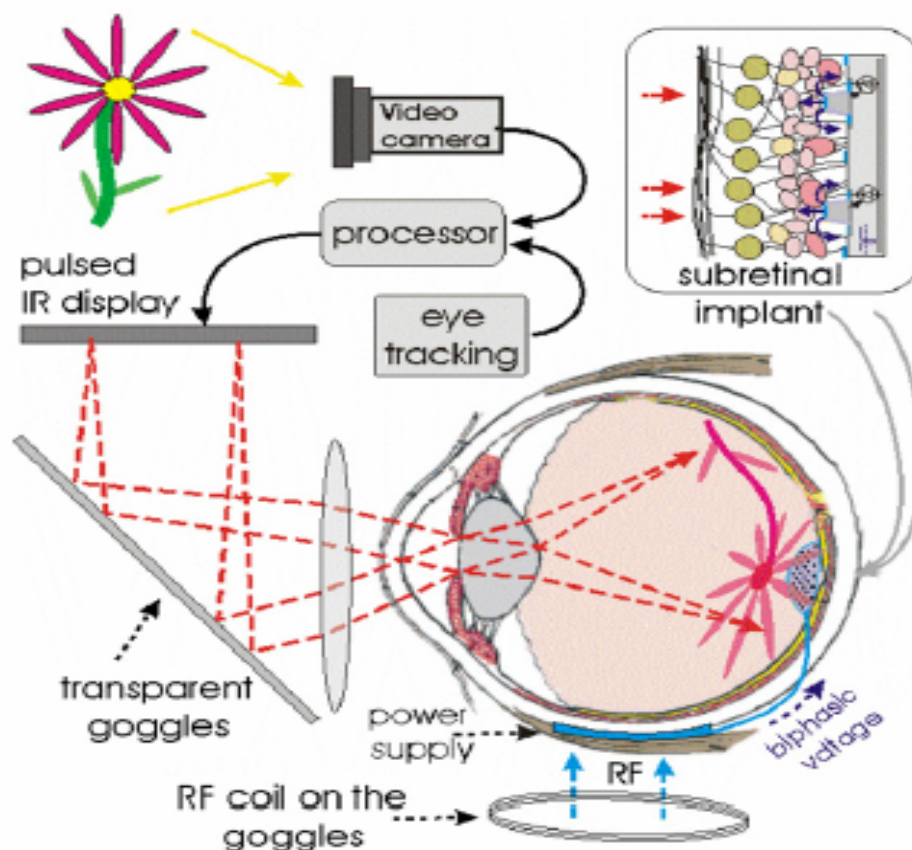 Video
camera
processor
pulsed
IR display
eye
tracking
subretinal
implant
transparent
goggles
power
supply
RF
biphasic
vdtage
RF coil on the
goggles